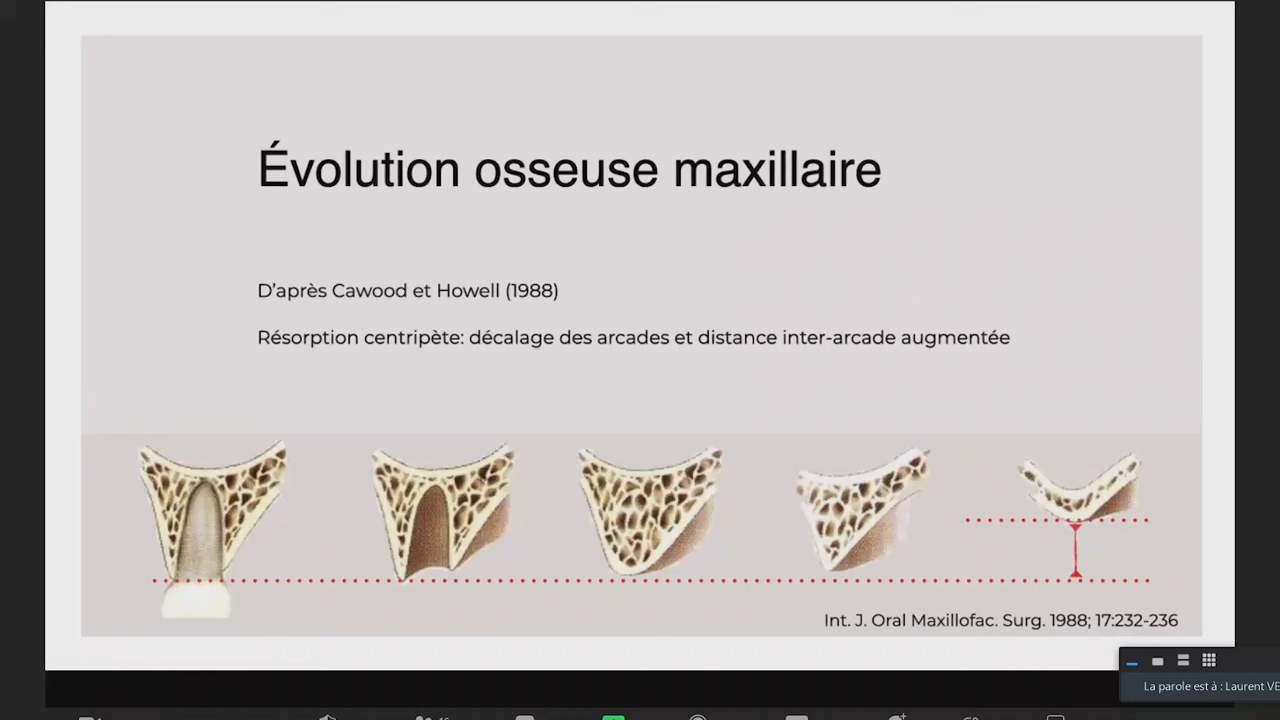 Évolution osseuse maxillaire
D’après Cawood et Howell (1988)
Résorption centripète: décalage des arcades et distance inter-arcade augmentée
Int. J. Oral Maxillofac. Surg. 1988; 17:232-236
La parole est à : Laurent VE